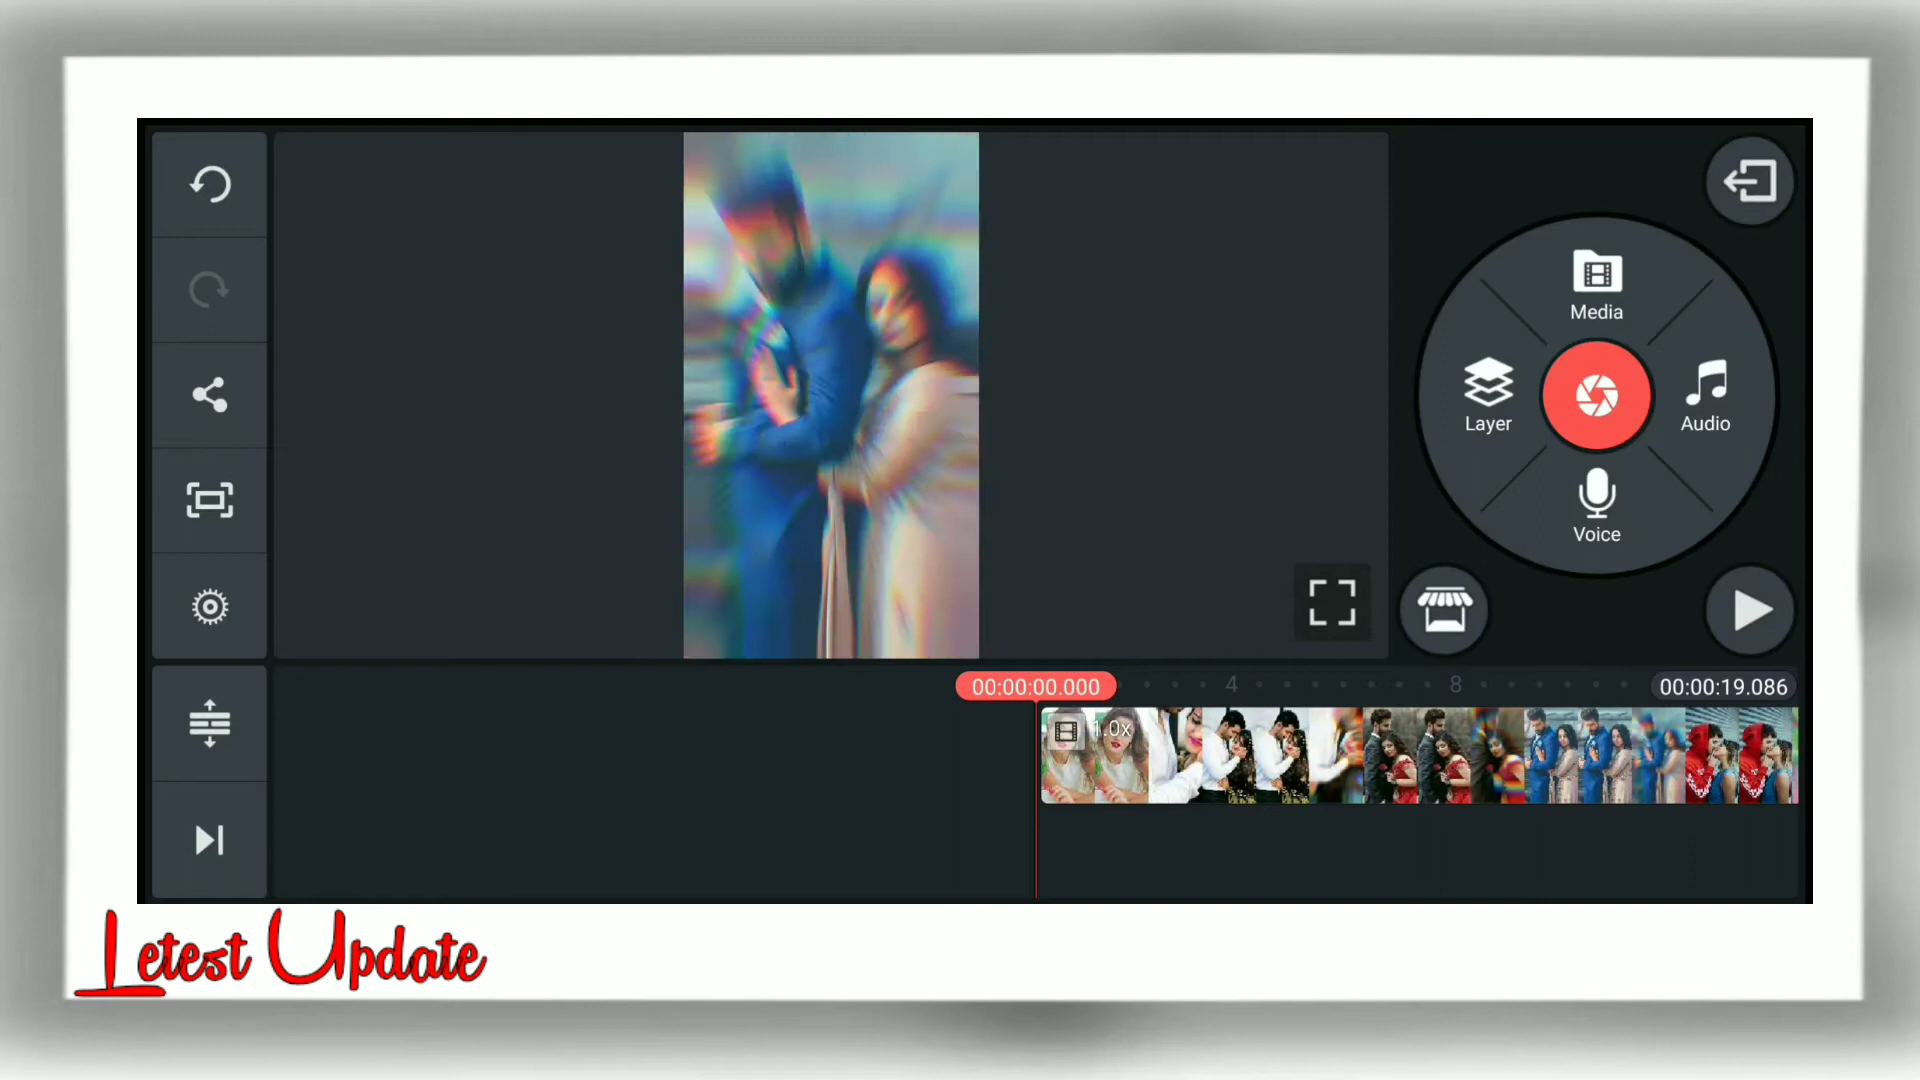 Media
Layer
Audio
Voice
00:00:00.000
4
8
00:00:19.086
1.0x
Letest Update